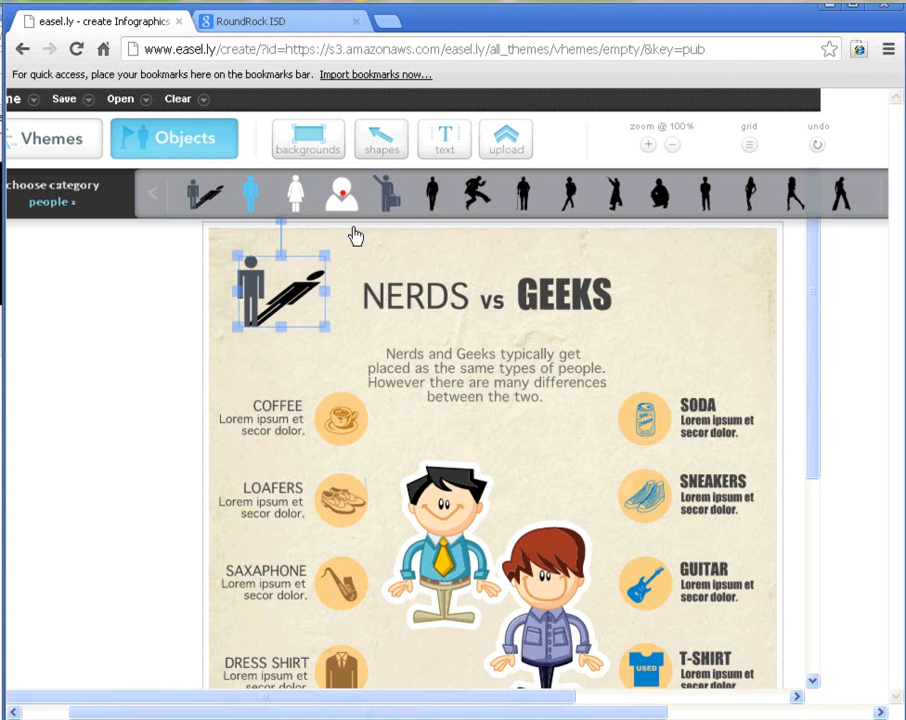 easel.ly - create Infographics
RoundRock ISD
www.easel.ly/create/?id=https://s3.amazonaws.com/easel.ly/all_themes/vhemes/empty/&key=pub
For quick access, place your bookmarks here on the bookmarks bar. Import bookmarks now...
me Save Open Clear
Vhemes
Objects
backgrounds
shapes
T
text
upload
zoom @ 100%
grid
undo
choose category
people »
NERDS vs GEEKS
Nerds and Geeks typically get
placed as the same types of people.
However there are many differences
between the two.
COFFEE
Lorem ipsum et
secor dolor.
SODA
Lorem ipsum et
secor dolor.
LOAFERS
Lorem ipsum et
secor dolor.
SNEAKERS
Lorem ipsum et
secor dolor.
SAXAPHONE
Lorem ipsum et
secor dolor.
GUITAR
Lorem ipsum et
secor dolor.
DRESS SHIRT
Lorem ipsum et
secor dolor.
USED
T-SHIRT
Lorem ipsum et
secor dolor.